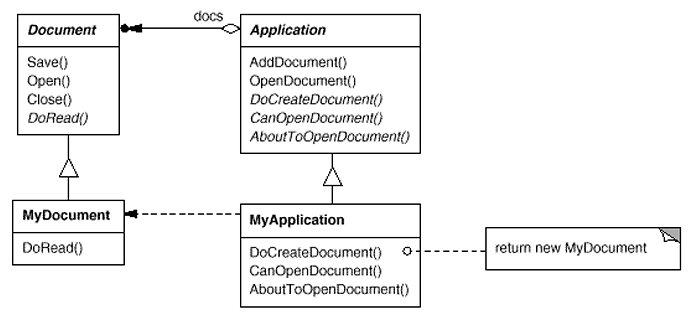 docs
Document
Save()
Open()
Close()
DoRead()
Application
AddDocument()
OpenDocument()
DoCreateDocument()
CanOpenDocument()
AboutToOpenDocument()
MyDocument
DoRead()
MyApplication
DoCreateDocument()
CanOpenDocument()
AboutToOpenDocument()
return new MyDocument